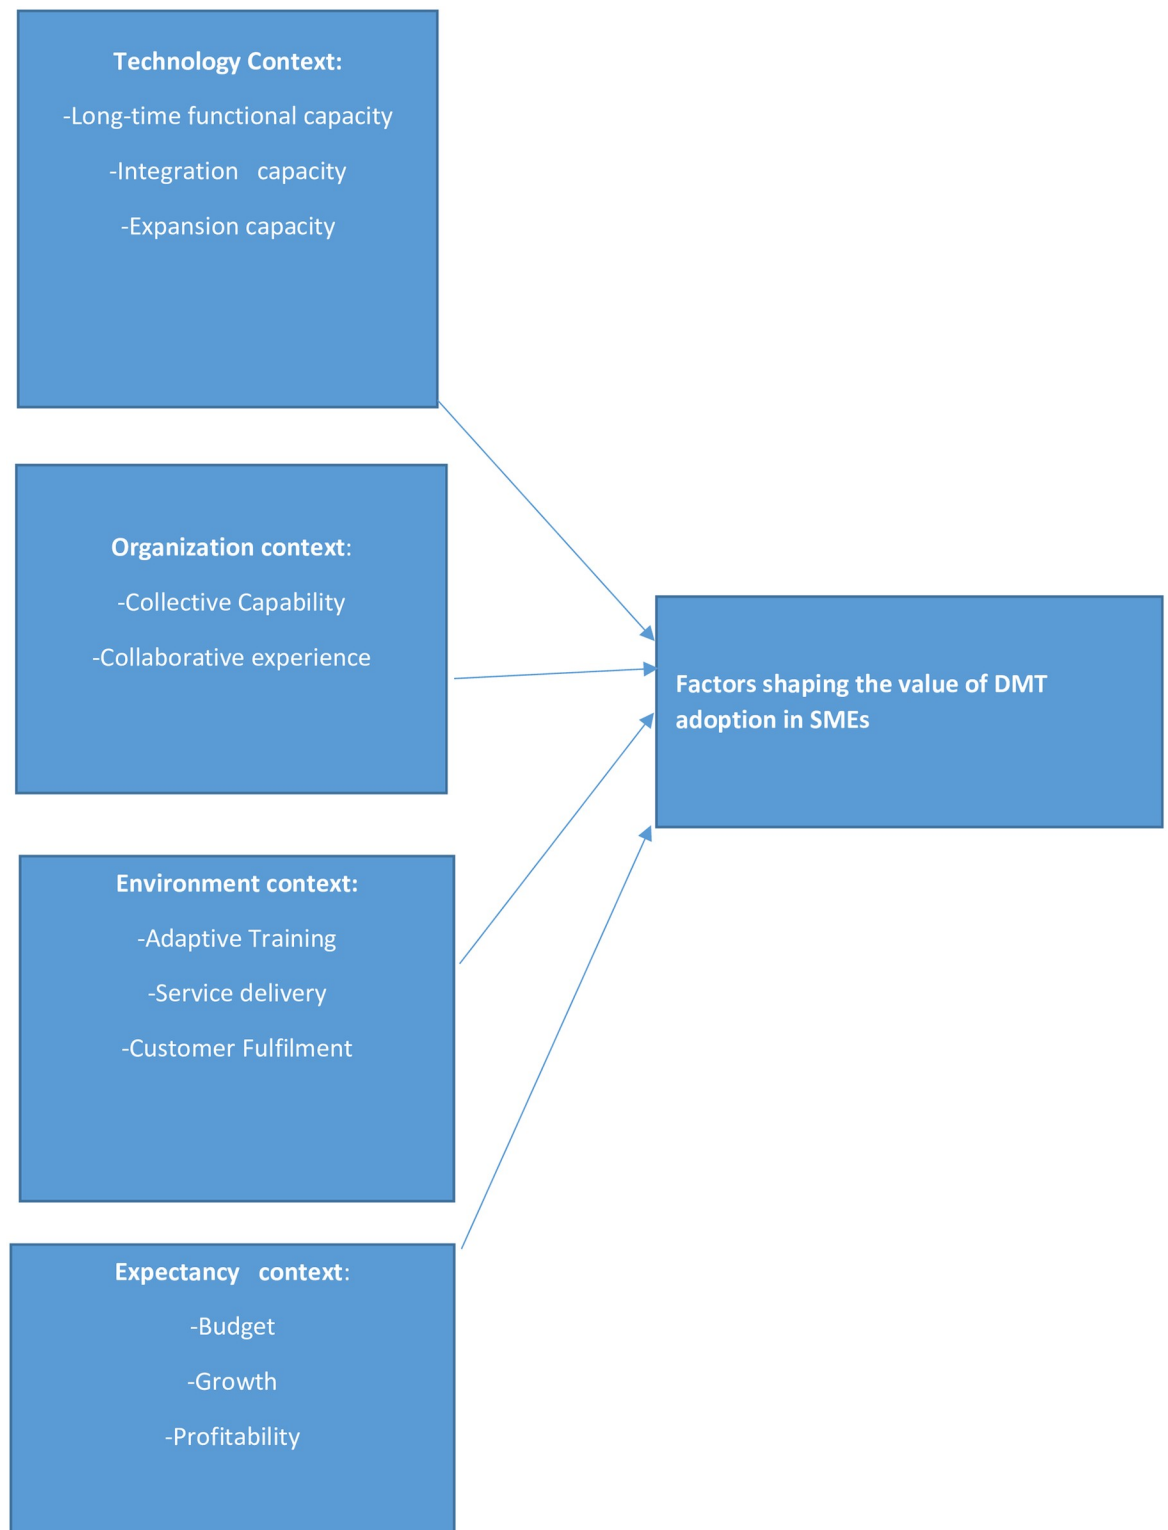 Technology Context:
-Long-time functional capacity
-Integration   capacity
-Expansion capacity
Organization context:
-Collective Capability
-Collaborative experience
Factors shaping the value of DMT
adoption in SMEs
Environment context:
-Adaptive Training
-Service delivery
-Customer Fulfilment
Expectancy   context:
-Budget
-Growth
-Profitability